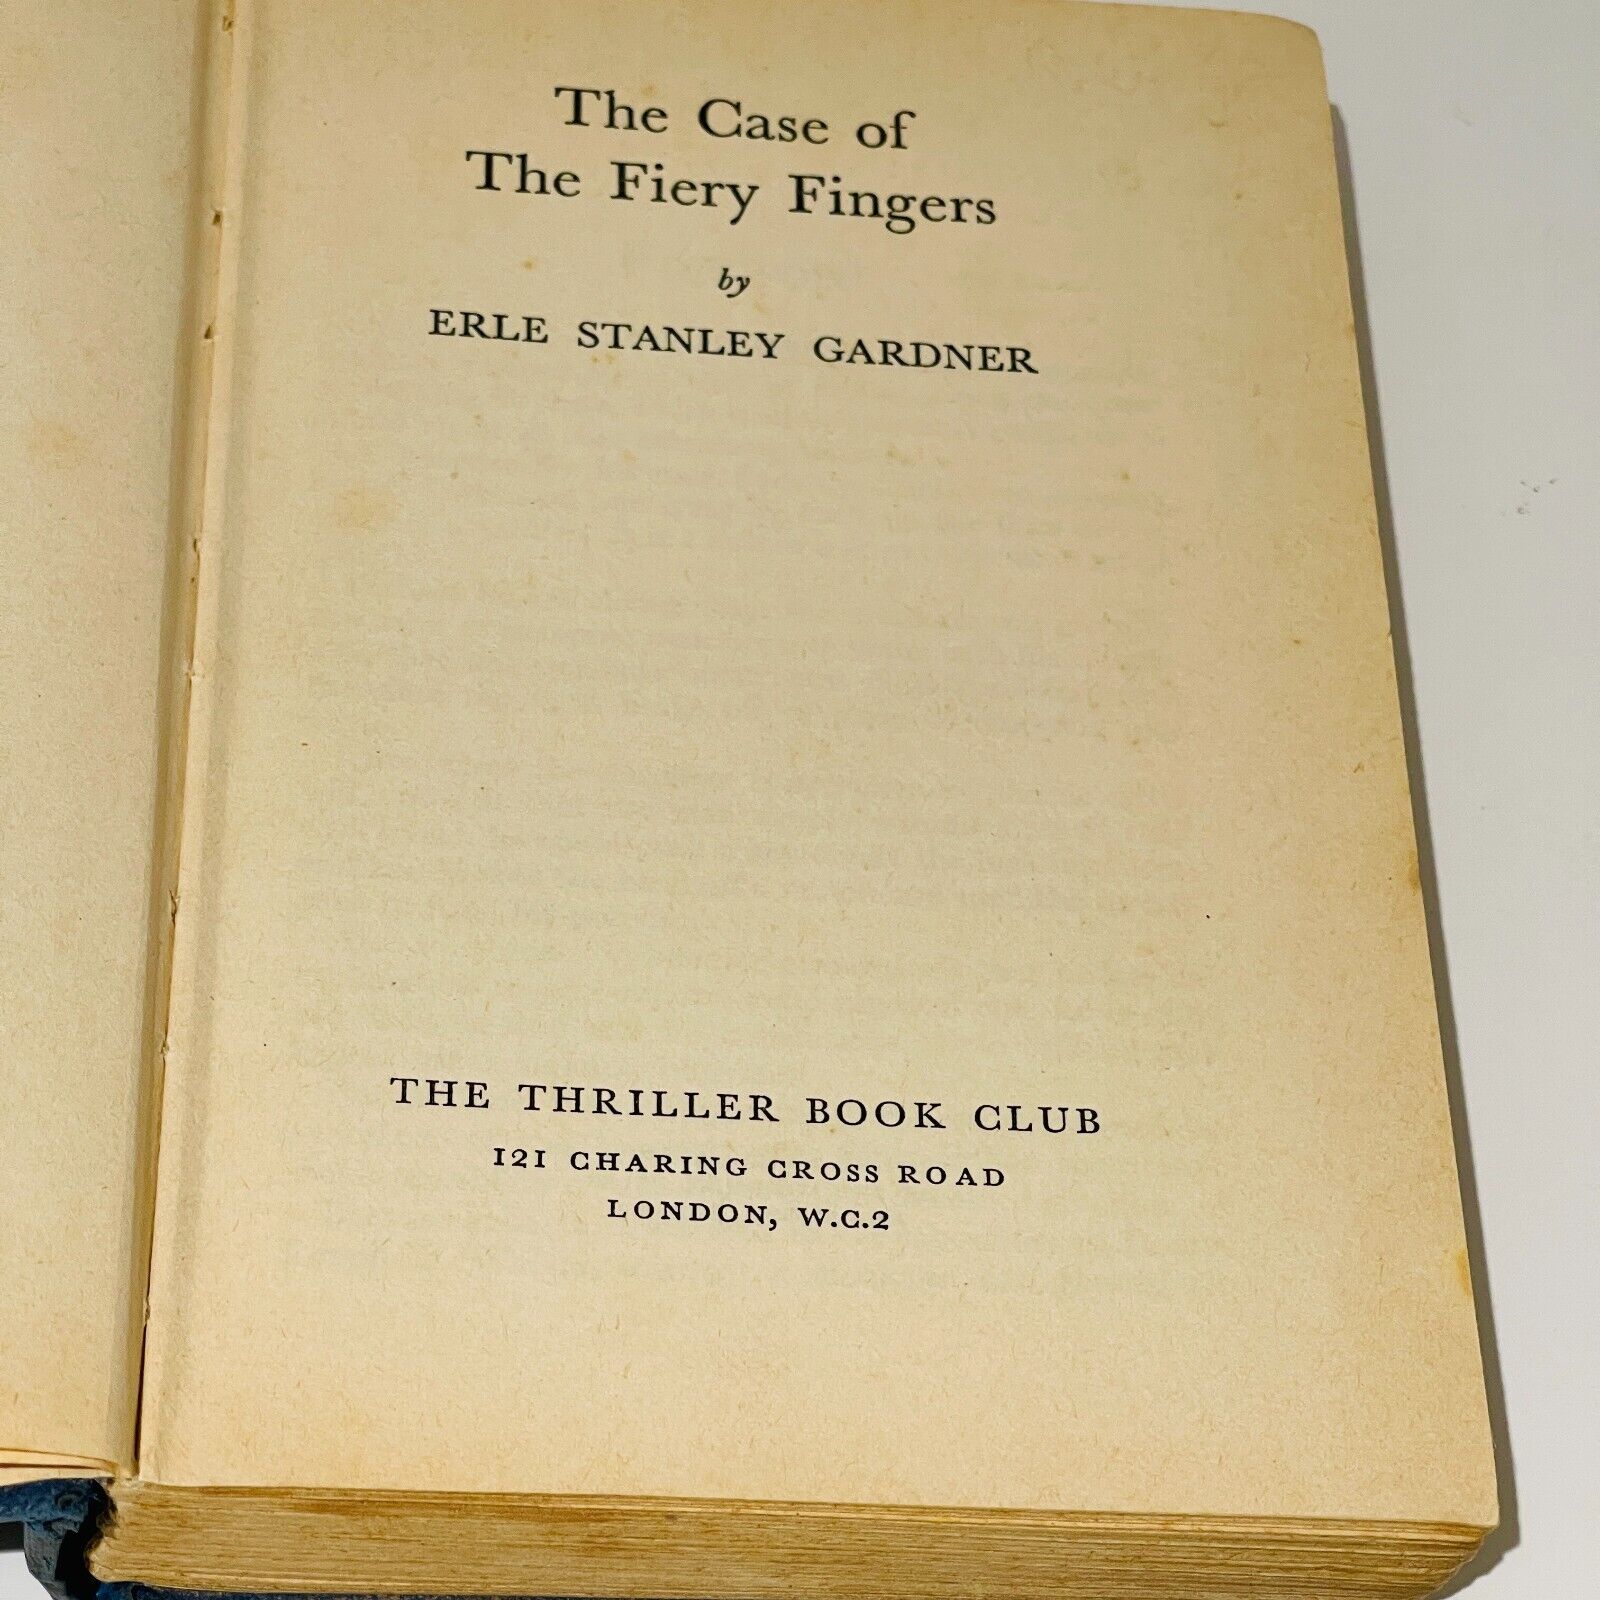 The Case of
The Fiery Fingers
by
ERLE STANLEY GARDNER
THE THRILLER BOOK CLUB
121 CHARING CROSS ROAD
LONDON, W.C.2